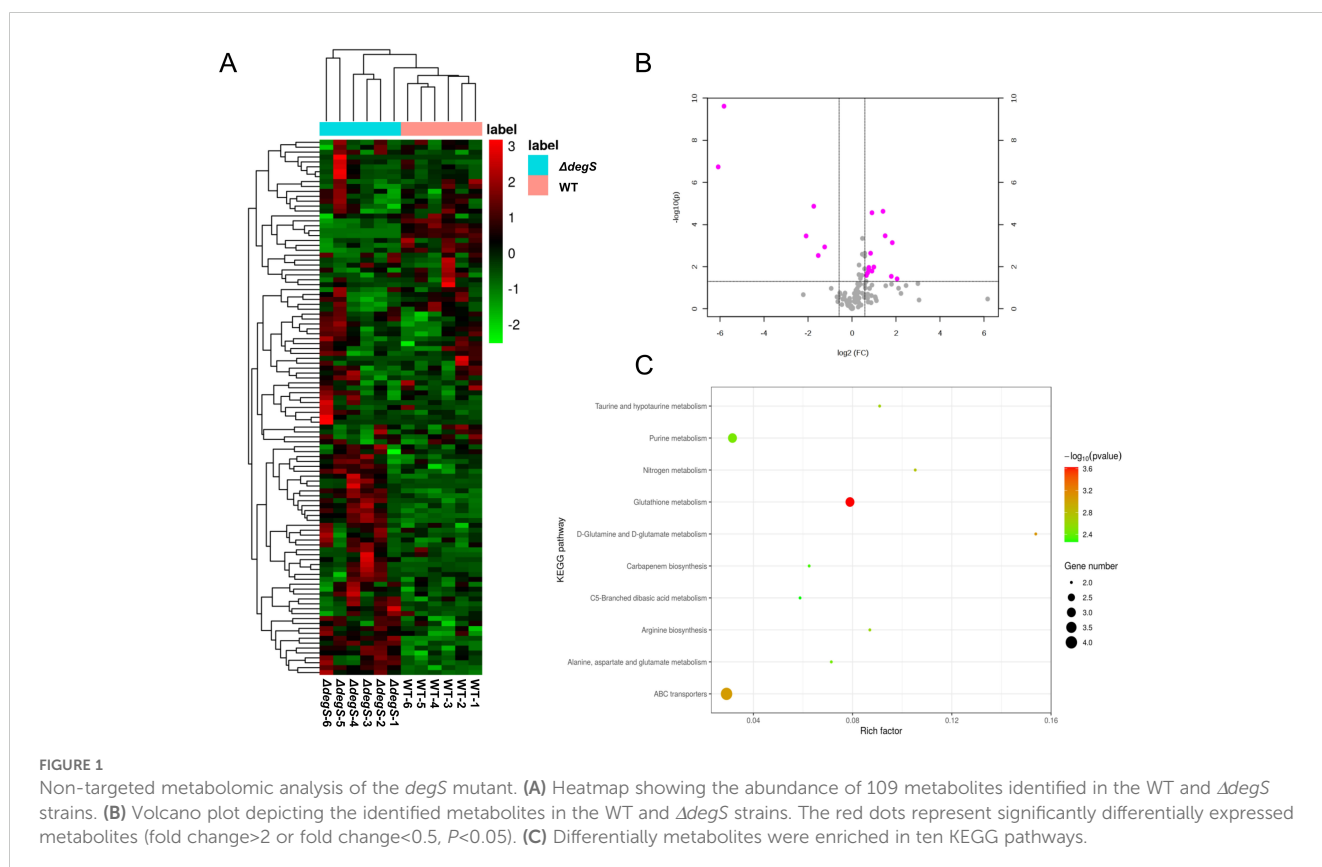 A
label
3
2
1
0
-1
-2
label
ΔdegS
WT
ΔdegS-6
ΔdegS-5
ΔdegS-4
ΔdegS-3
ΔdegS-2
ΔdegS-1
WT-6
WT-5
WT-4
WT-3
WT-2
WT-1
B
10
8
6
4
2
0
-log10(p)
10
8
6
4
2
0
-6 -4 -2 0 2 4 6
log2 (FC)
C
KEGG pathway
Taurine and hypotaurine metabolism
Purine metabolism
Nitrogen metabolism
Glutathione metabolism
D-Glutamine and D-glutamate metabolism
Carbapenem biosynthesis
C5-Branched dibasic acid metabolism
Arginine biosynthesis
Alanine, aspartate and glutamate metabolism
ABC transporters
0.04 0.08 0.12 0.16
Rich factor
−log10(pvalue)
3.6
3.2
2.8
2.4
Gene number
2.0
2.5
3.0
3.5
4.0
FIGURE 1
Non-targeted metabolomic analysis of the degS mutant. (A) Heatmap showing the abundance of 109 metabolites identified in the WT and ΔdegS
strains. (B) Volcano plot depicting the identified metabolites in the WT and ΔdegS strains. The red dots represent significantly differentially expressed
metabolites (fold change>2 or fold change<0.5, P<0.05). (C) Differentially metabolites were enriched in ten KEGG pathways.